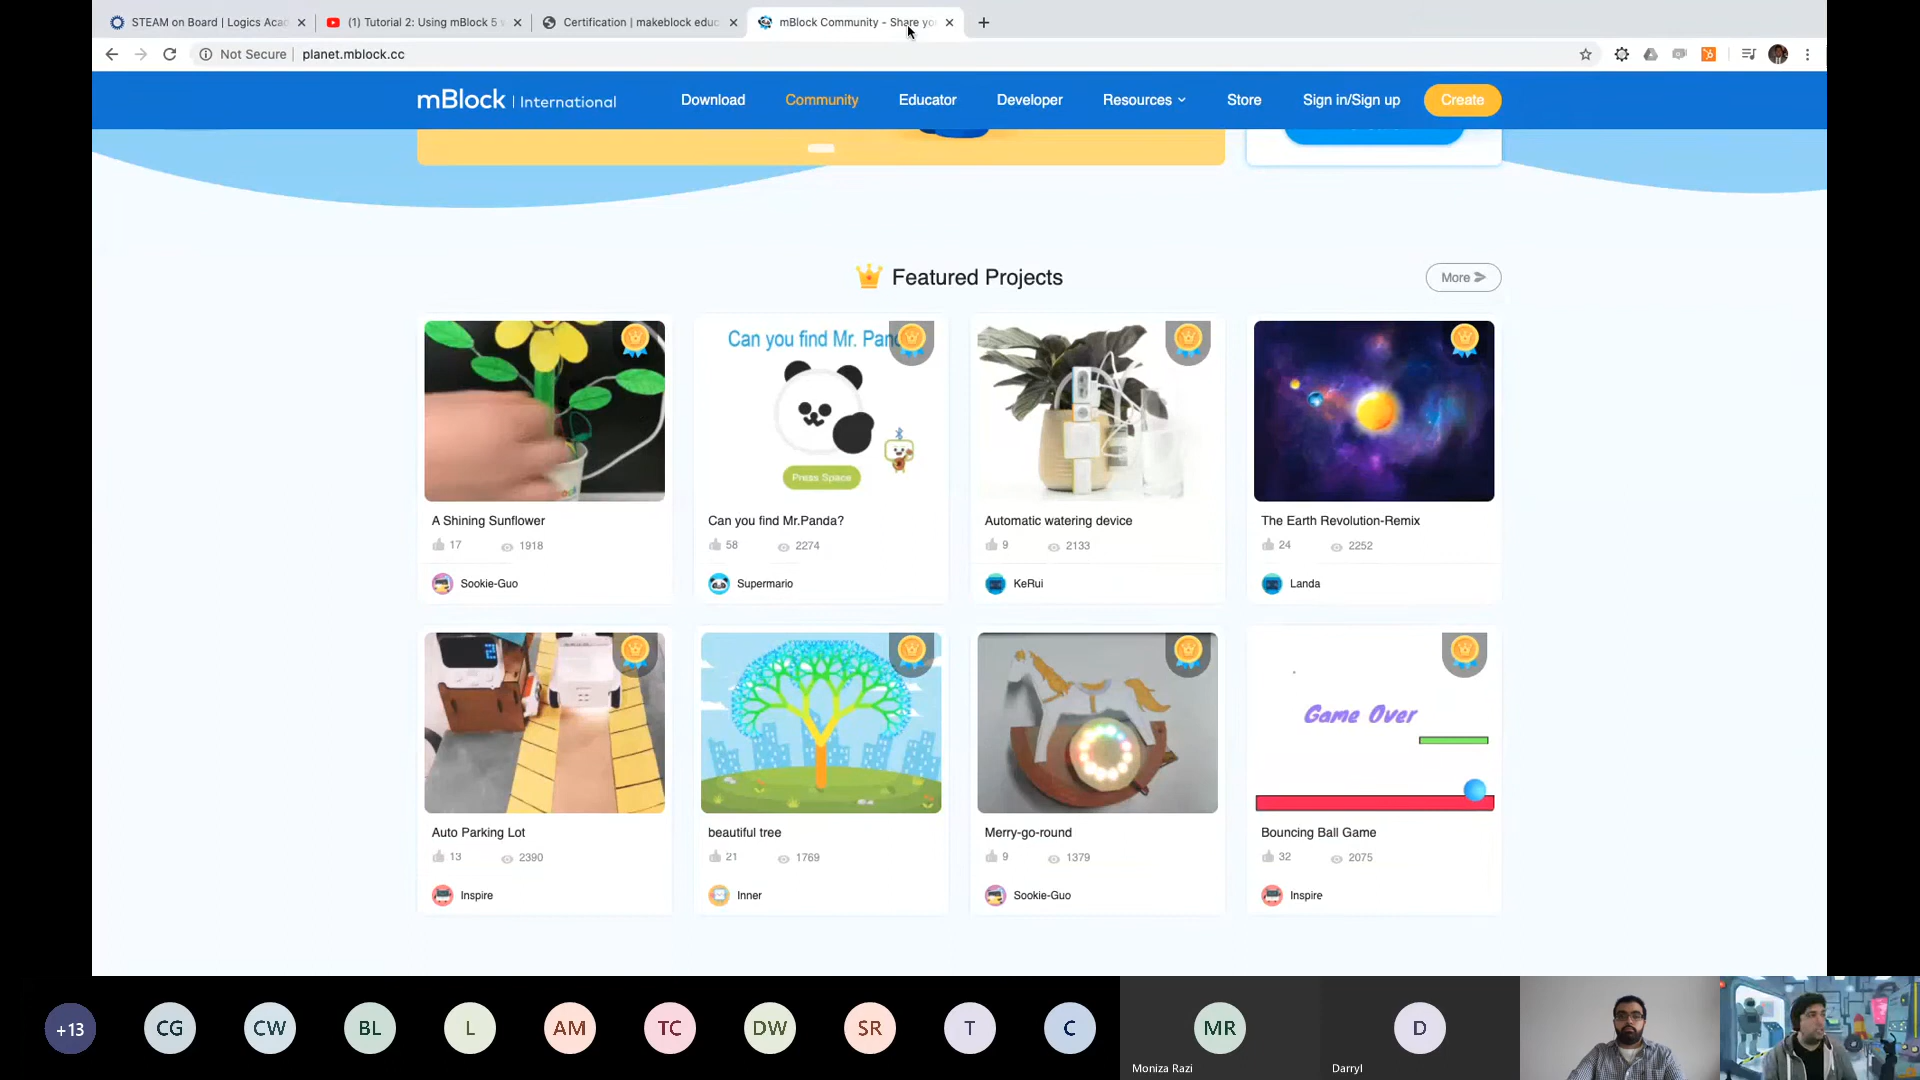 STEAM on Board | Logics Aca
(1) Tutorial 2: Using mBlock 5
Certification | makeblock educ
mBlock Community - Share yo
Not Secure | planet.mblock.cc
mBlock | International
Download
Community
Educator
Developer
Resources
Store
Sign in/Sign up
Create
Featured Projects
More
Can you find Mr. Pan
Press Space
A Shining Sunflower
Can you find Mr.Panda?
Automatic watering device
The Earth Revolution-Remix
17 1918
58 2274
9 2133
24 2252
Sookie-Guo
Supermario
KeRui
Landa
2
Game Over
Auto Parking Lot
beautiful tree
Merry-go-round
Bouncing Ball Game
13 2390
21 1769
9 1379
32 2075
Inspire
Inner
Sookie-Guo
Inspire
+13
CG
CW
BL
L
AM
TC
DW
SR
T
C
MR
D
Moniza Razi
Darryl